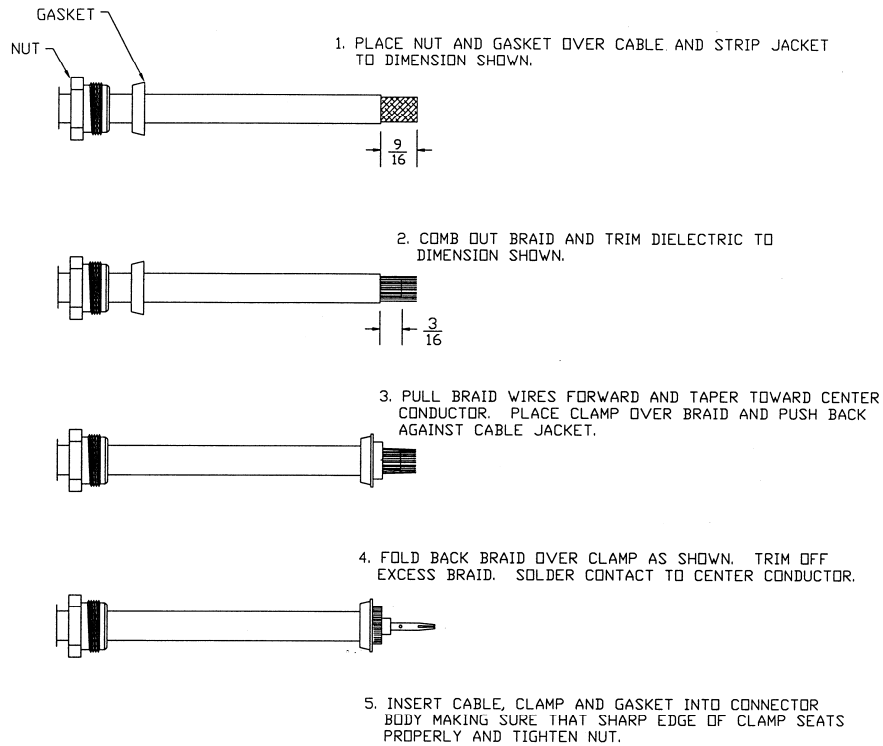 GASKET
NUT
1. PLACE NUT AND GASKET OVER CABLE AND STRIP JACKET
TO DIMENSION SHOWN.
9
16
2. COMB OUT BRAID AND TRIM DIELECTRIC TO
DIMENSION SHOWN.
3
16
3. PULL BRAID WIRES FORWARD AND TAPER TOWARD CENTER
CONDUCTOR. PLACE CLAMP OVER BRAID AND PUSH BACK
AGAINST CABLE JACKET.
4. FOLD BACK BRAID OVER CLAMP AS SHOWN. TRIM OFF
EXCESS BRAID. SOLDER CONTACT TO CENTER CONDUCTOR.
5. INSERT CABLE, CLAMP AND GASKET INTO CONNECTOR
BODY MAKING SURE THAT SHARP EDGE OF CLAMP SEATS
PROPERLY AND TIGHTEN NUT.